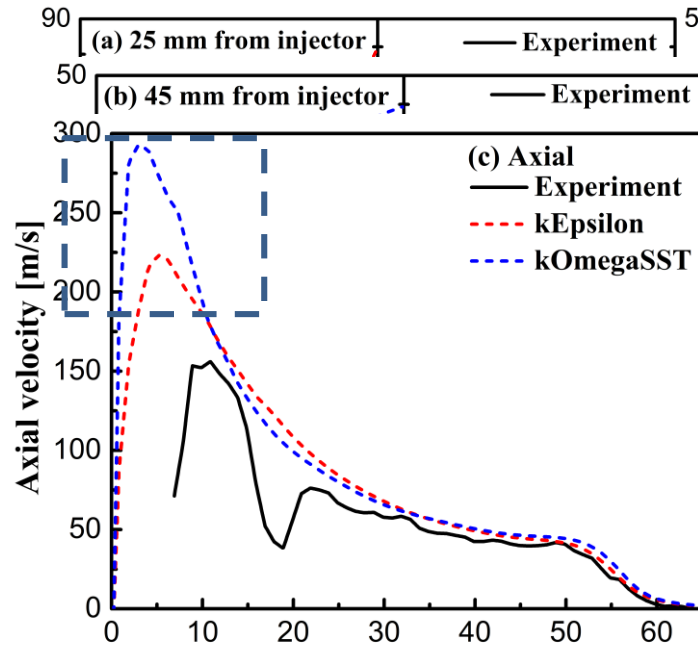 90
5
(a) 25 mm from injector
Experiment
50
(b) 45 mm from injector
Experiment
300
(c) Axial
Experiment
kEpsilon
kOmegaSST
250
200
150
100
50
0
Axial velocity [m/s]
0 10 20 30 40 50 60